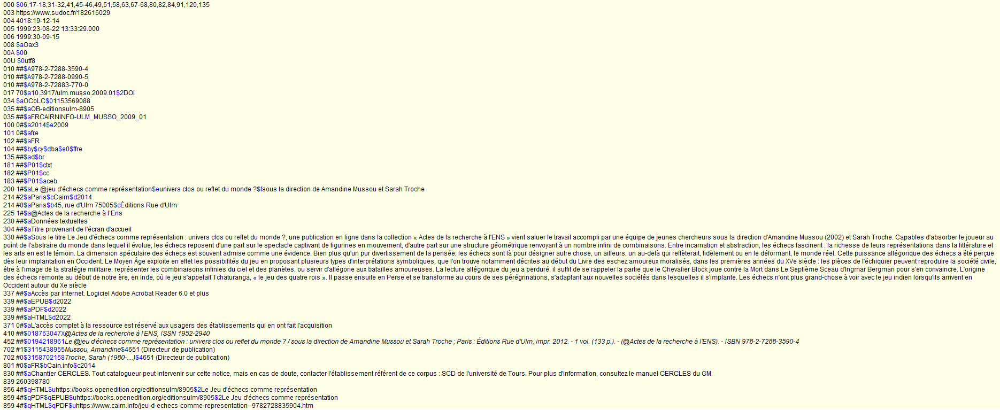 000 $06,17-18,31-32,41,45-46,49,51,58,63,67-68,80,82,84,91,120,135
003 https://www.sudoc.fr/182616029
004 4018:19-12-14
005 1999:23-08-22 13:33:29.000
006 1999:30-09-15
008 $aOax3
00A $00
00U $0utf8
010 ##$A978-2-7288-3590-4
010 ##$A978-2-7288-0990-5
010 ##$A978-2-72883-770-0
017 70$a10.3917/ulm.musso.2009.01$2DOI
034 $aOCoLC$01153569088
035 ##$aOB-editionsulm-8905
035 ##$aFRCAIRNINFO-ULM_MUSSO_2009_01
100 0#$a2014$e2009
101 0#$afre
102 ##$aFR
104 ##$by$cy$dba$e0$ffre
135 ##$ad$br
181 ##$P01$ctxt
182 ##$P01$cc
183 ##$P01$aceb
200 1#$aLe @jeu d'échecs comme représentation$eunivers clos ou reflet du monde ?$fsous la direction de Amandine Mussou et Sarah Troche
214 #2$aParis$cCairn$d2014
214 #0$aParis$b45, rue d'Ulm 75005$cÉditions Rue d'Ulm
225 1#$a@Actes de la recherche à l'Ens
230 ##$aDonnées textuelles
304 ##$aTitre provenant de l'écran d'accueil
330 ##$aSous le titre Le Jeu d'échecs comme représentation : univers clos ou reflet du monde ?, une publication en ligne dans la collection « Actes de la recherche à l'ENS » vient saluer le travail accompli par une équipe de jeunes chercheurs sous la direction d'Amandine Mussou (2002) et Sarah Troche. Capables d'absorber le joueur au
point de l'abstraire du monde dans lequel il évolue, les échecs reposent d'une part sur le spectacle captivant de figurines en mouvement, d'autre part sur une structure géométrique renvoyant à un nombre infini de combinaisons. Entre incarnation et abstraction, les échecs fascinent : la richesse de leurs représentations dans la littérature et
les arts en est le témoin. La dimension spéculaire des échecs est souvent admise comme une évidence. Bien plus qu'un pur divertissement de la pensée, les échecs sont là pour désigner autre chose, un ailleurs, un au-delà qui reflèterait, fidèlement ou en le déformant, le monde réel. Cette puissance allégorique des échecs a été perçue
dès leur implantation en Occident. Le Moyen Âge exploite en effet les possibilités du jeu en proposant plusieurs types d'interprétations symboliques, que l'on trouve notamment décrites au début du Livre des eschez amoureux moralisés, dans les premières années du XVe siècle : les pièces de l'échiquier peuvent reproduire la société civile,
être à l'image de la stratégie militaire, représenter les combinaisons infinies du ciel et des planètes, ou servir d'allégorie aux batailles amoureuses. La lecture allégorique du jeu a perduré, il suffit de se rappeler la partie que le Chevalier Block joue contre la Mort dans Le Septième Sceau d'Ingmar Bergman pour s'en convaincre. L'origine
des échecs remonte au début de notre ère, en Inde, où le jeu s'appelait Tchaturanga, « le jeu des quatre rois ». Il passe ensuite en Perse et se transforme au cours de ses pérégrinations, s'adaptant aux nouvelles sociétés dans lesquelles il s'implante. Les échecs n'ont plus grand-chose à voir avec le jeu indien lorsqu'ils arrivent en
Occident autour du Xe siècle
337 ##$aAccès par internet. Logiciel Adobe Acrobat Reader 6.0 et plus
339 ##$aEPUB$d2022
339 ##$aPDF$d2022
339 ##$aHTML$d2022
371 0#$aL'accès complet à la ressource est réservé aux usagers des établissements qui en ont fait l'acquisition
410 ##$018763047X@Actes de la recherche à l'ENS, ISSN 1952-2940
452 ##$0194218961Le @jeu d'échecs comme représentation : univers clos ou reflet du monde ? / sous la direction de Amandine Mussou et Sarah Troche ; Paris : Éditions Rue d'Ulm, impr. 2012. - 1 vol. (133 p.). - (@Actes de la recherche à l'ENS). - ISBN 978-2-7288-3590-4
702 #1$3115438955Mussou, Amandine$4651 (Directeur de publication)
702 #0$3158702158Troche, Sarah (1980-....)$4651 (Directeur de publication)
801 #0$aFR$bCain.info$c2014
830 ##$aChantier CERCLES. Tout catalogueur peut intervenir sur cette notice, mais en cas de doute, contacter l'établissement référent de ce corpus : SCD de l'université de Tours. Pour plus d'information, consultez le manuel CERCLES du GM.
839 260398780
856 4#$qHTML$uhttps://books.openedition.org/editionsulm/8905$2Le Jeu d'échecs comme représentation
859 4#$qPDF$qEPUB$uhttps://books.openedition.org/editionsulm/8905$2Le Jeu d'échecs comme représentation
859 4#$qHTML$qPDF$uhttps://www.cairn.info/jeu-d-echecs-comme-representation--9782728835904.htm